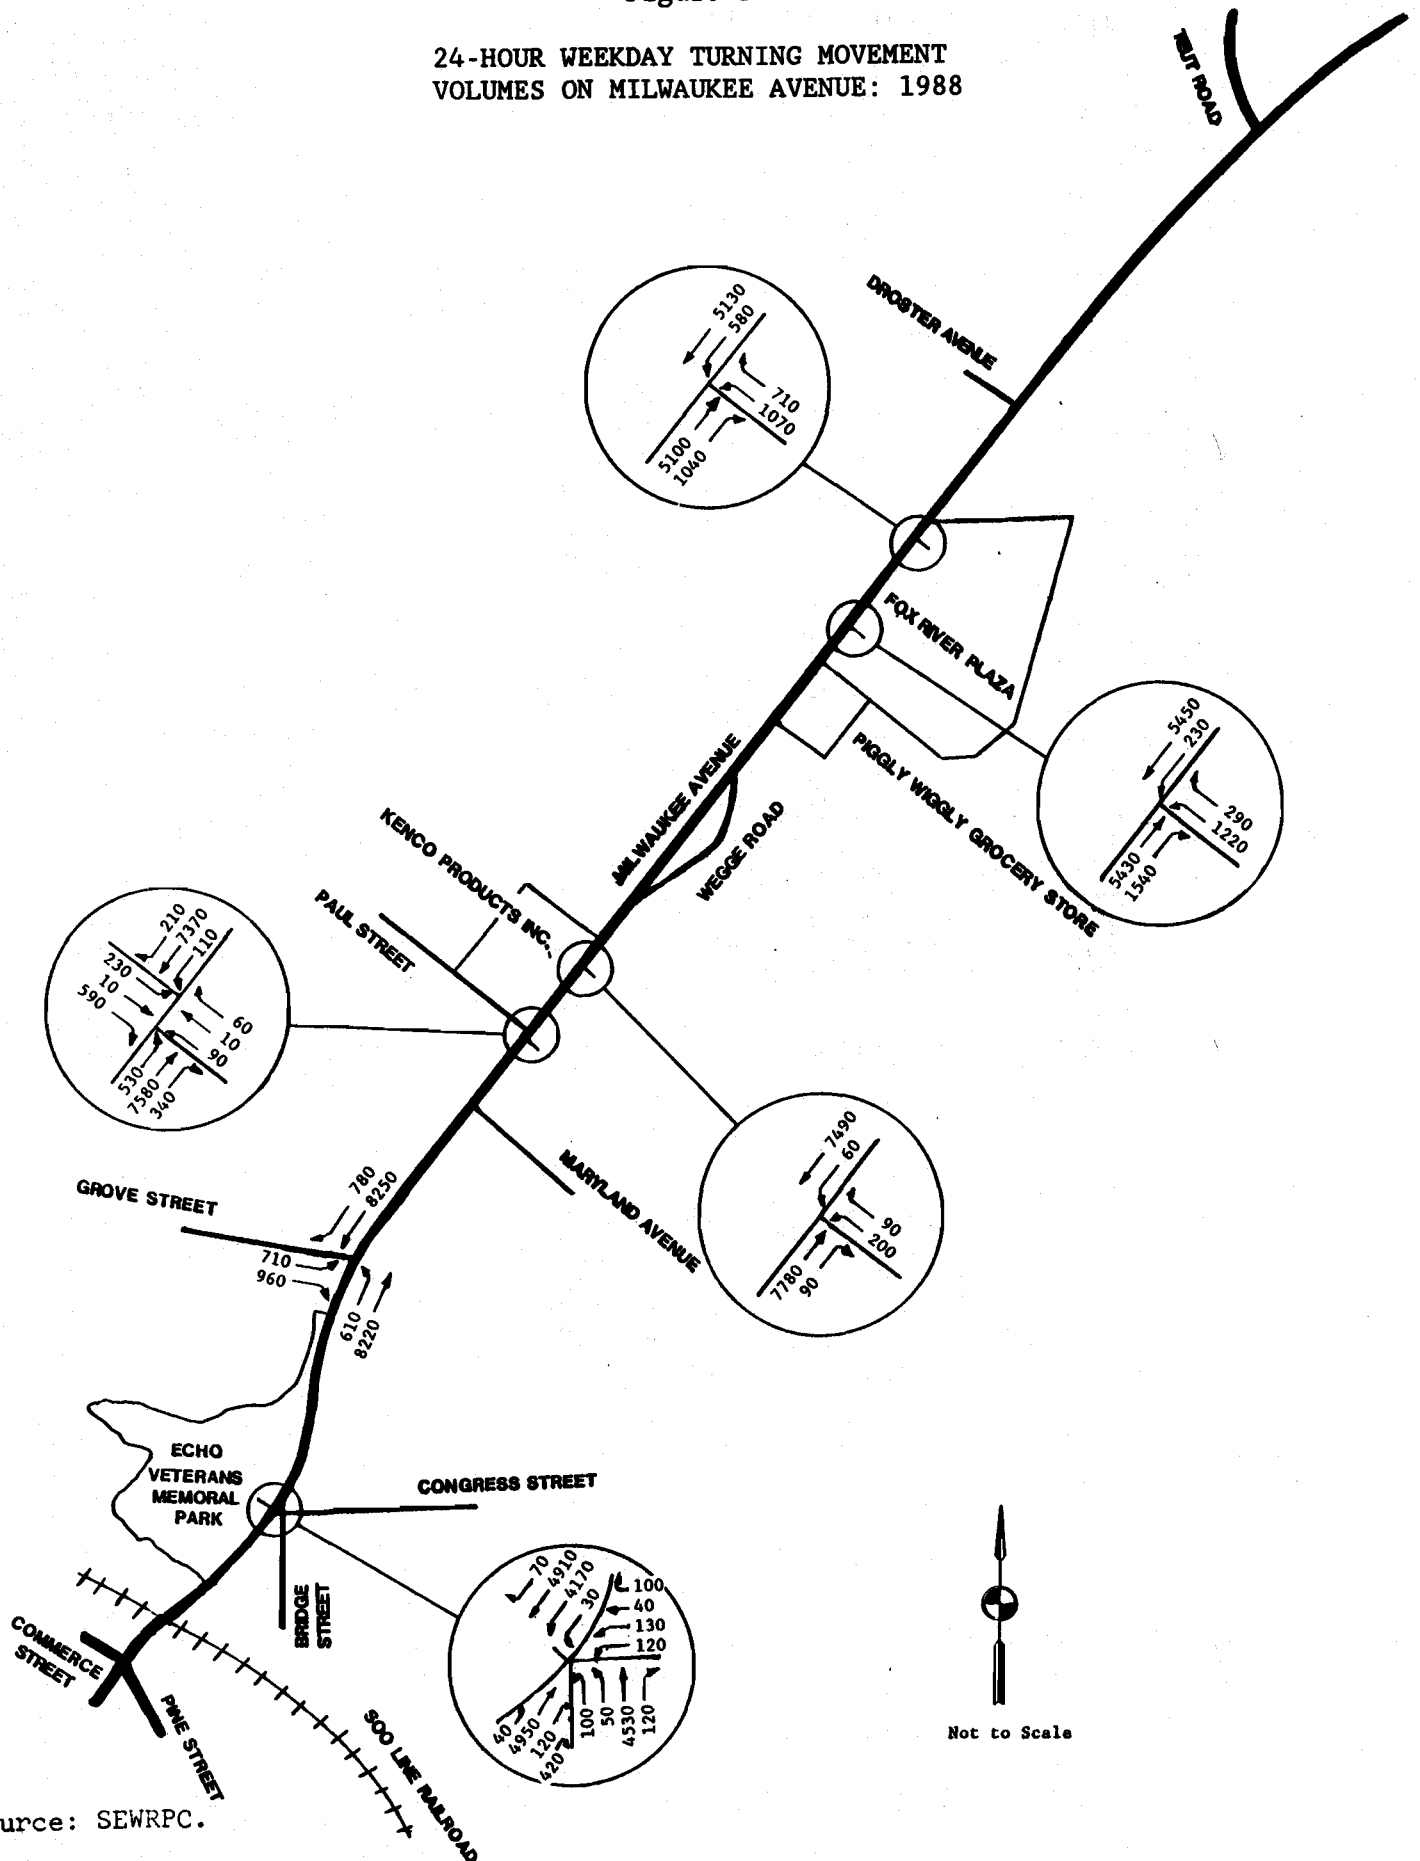 24-HOUR WEEKDAY TURNING MOVEMENT
VOLUMES ON MILWAUKEE AVENUE: 1988
ROAD
DROSTER AVENUE
5130
580
710
1070
5100
1040
FOX RIVER PLAZA
5450
230
290
1220
5430
1540
PIGGLY WIGGLY GROCERY STORE
MILWAUKEE AVENUE
WEGGE ROAD
KENCO PRODUCTS INC.
PAUL STREET
210
7370
110
230
10
590
60
10
90
530
7580
340
7490
60
90
200
7780
90
MARYLAND AVENUE
GROVE STREET
780
8250
710
960
610
8220
ECHO
VETERANS
MEMORAL
PARK
CONGRESS STREET
BRIDGE
STREET
70
4910
4170
30
100
40
130
120
40
4950
120
420
100
50
4530
120
COMMERCE
STREET
PINE STREET
SOO LINE RAILROAD
Not to Scale
urce: SEWRPC.